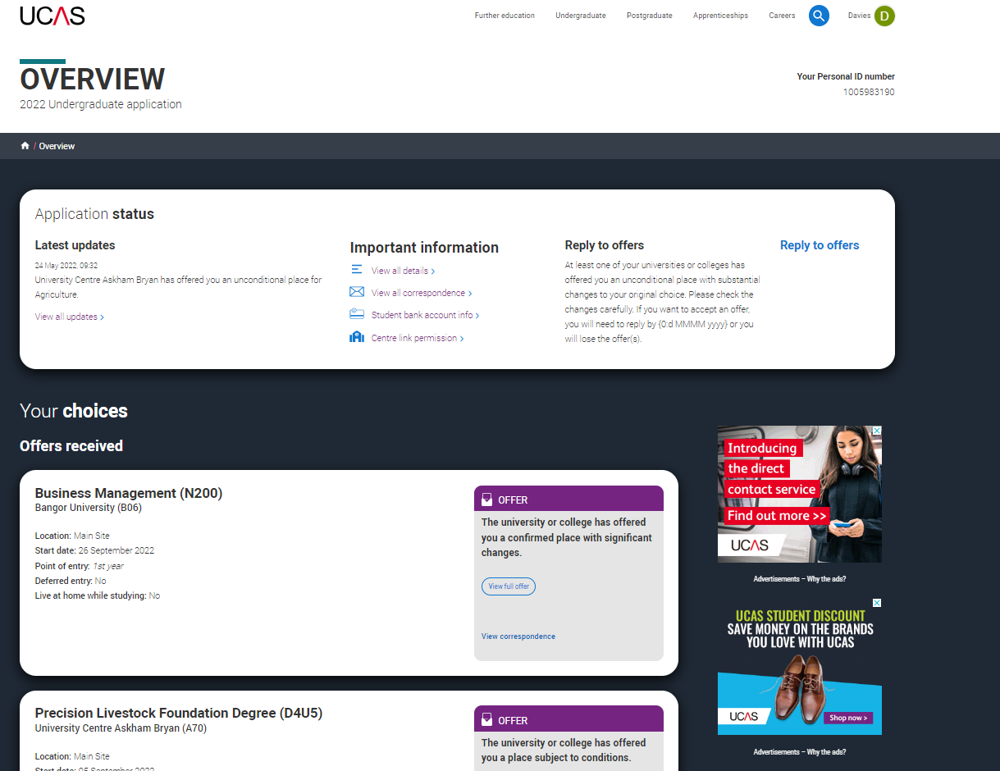 UCAS
Further education
Undergraduate
Postgraduate
Apprenticeships
Careers
Davies
D
OVERVIEW
2022 Undergraduate application
Your Personal ID number
1005983190
/ Overview
Application status
Latest updates
24 May 2022, 09:32
University Centre Askham Bryan has offered you an unconditional place for
Agriculture.
View all updates >
Important information
View all details >
View all correspondence >
Student bank account info >
Centre link permission >
Reply to offers
At least one of your universities or colleges has
offered you an unconditional place with substantial
changes to your original choice. Please check the
changes carefully. If you want to accept an offer,
you will need to reply by {0:d MMMM yyyy} or you
will lose the offer(s).
Reply to offers
Your choices
Offers received
Business Management (N200)
Bangor University (B06)
Location: Main Site
Start date: 26 September 2022
Point of entry: 1st year
Deferred entry: No
Live at home while studying: No
OFFER
The university or college has offered
you a confirmed place with significant
changes.
View full offer
View correspondence
Precision Livestock Foundation Degree (D4U5)
University Centre Askham Bryan (A70)
Location: Main Site
Start date: 05 September 2022
OFFER
The university or college has offered
you a place subject to conditions.
Introducing
the direct
contact service
Find out more >>
UCAS
Advertisements – Why the ads?
UCAS STUDENT DISCOUNT
SAVE MONEY ON THE BRANDS
YOU LOVE WITH UCAS
UCAS
Shop now >
Advertisements – Why the ads?